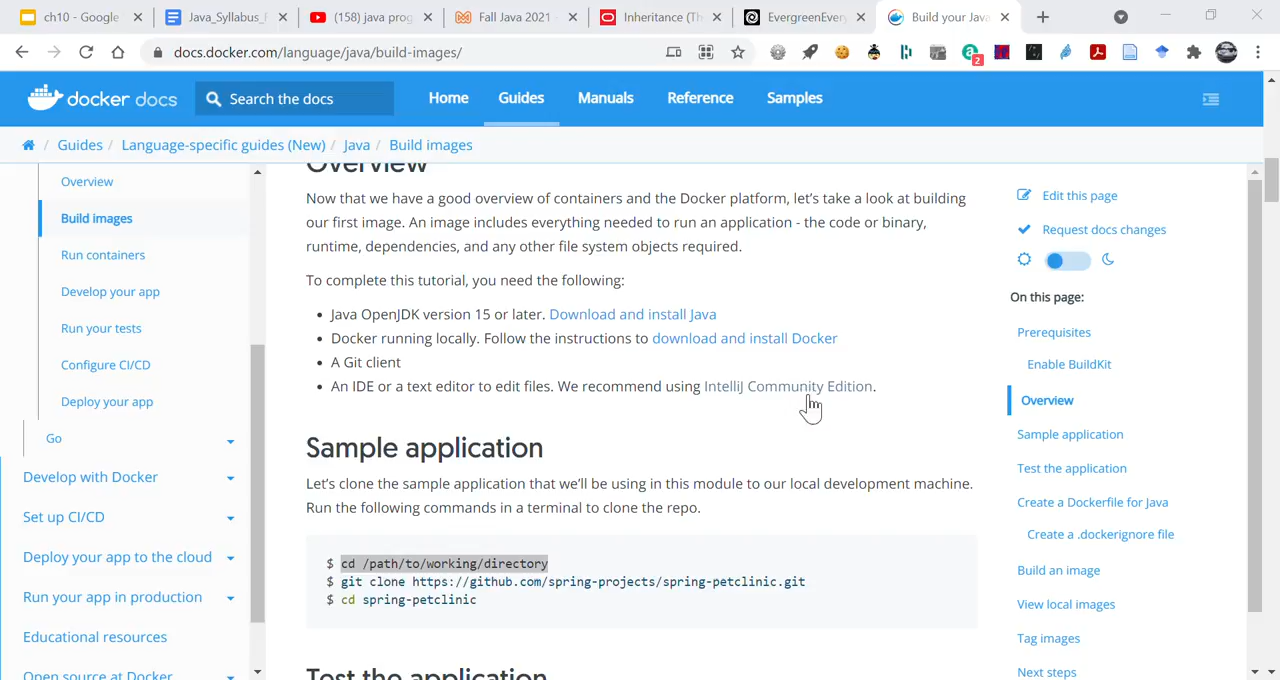 ch10 - Google
Java_Syllabus_
(158) java prog
Fall Java 2021 -
Inheritance (Th
EvergreenEvery
Build your Java
docs.docker.com/language/java/build-images/
2
docker docs
Search the docs
Home
Guides
Manuals
Reference
Samples
/ Guides / Language-specific guides (New) / Java / Build images
Overview
Build images
Run containers
Develop your app
Run your tests
Configure CI/CD
Deploy your app
Go
Develop with Docker
Set up CI/CD
Deploy your app to the cloud
Run your app in production
Educational resources
Open source at Docker
Overview
Now that we have a good overview of containers and the Docker platform, let's take a look at building
our first image. An image includes everything needed to run an application - the code or binary,
runtime, dependencies, and any other file system objects required.
To complete this tutorial, you need the following:
• Java OpenJDK version 15 or later. Download and install Java
• Docker running locally. Follow the instructions to download and install Docker
• A Git client
• An IDE or a text editor to edit files. We recommend using IntelliJ Community Edition.
Sample application
Let's clone the sample application that we'll be using in this module to our local development machine.
Run the following commands in a terminal to clone the repo.
$ cd /path/to/working/directory
$ git clone https://github.com/spring-projects/spring-petclinic.git
$ cd spring-petclinic
Test the application
Edit this page
Request docs changes
On this page:
Prerequisites
Enable BuildKit
Overview
Sample application
Test the application
Create a Dockerfile for Java
Create a .dockerignore file
Build an image
View local images
Tag images
Next steps